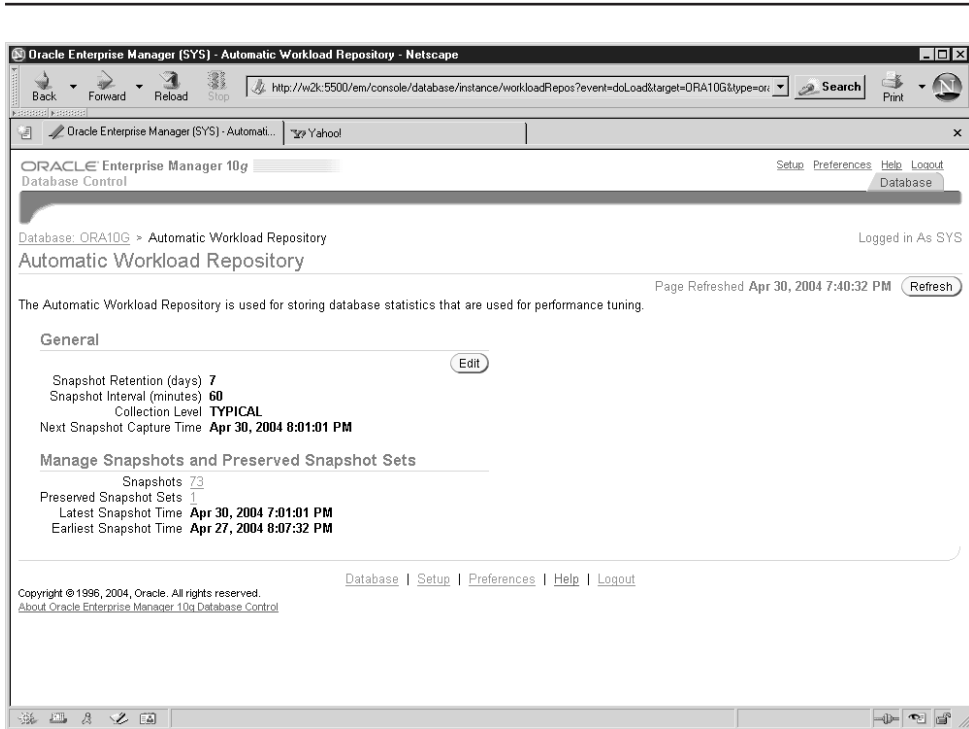 Oracle Enterprise Manager (SYS) - Automatic Workload Repository - Netscape
Back Forward Reload Stop http://w2k:5500/em/console/database/instance/workloadRepos?event=doLoad&target=ORA10G&type=ora Search Print
Oracle Enterprise Manager (SYS) - Automati... Yahoo!
ORACLE Enterprise Manager 10g
Setup Preferences Help Logout
Database Control
Database
Database: ORA10G > Automatic Workload Repository
Logged in As SYS
Automatic Workload Repository
Page Refreshed Apr 30, 2004 7:40:32 PM Refresh
The Automatic Workload Repository is used for storing database statistics that are used for performance tuning.
General
Edit
Snapshot Retention (days) 7
Snapshot Interval (minutes) 60
Collection Level TYPICAL
Next Snapshot Capture Time Apr 30, 2004 8:01:01 PM
Manage Snapshots and Preserved Snapshot Sets
Snapshots 73
Preserved Snapshot Sets 1
Latest Snapshot Time Apr 30, 2004 7:01:01 PM
Earliest Snapshot Time Apr 27, 2004 8:07:32 PM
Database | Setup | Preferences | Help | Logout
Copyright © 1996, 2004, Oracle. All rights reserved.
About Oracle Enterprise Manager 10g Database Control